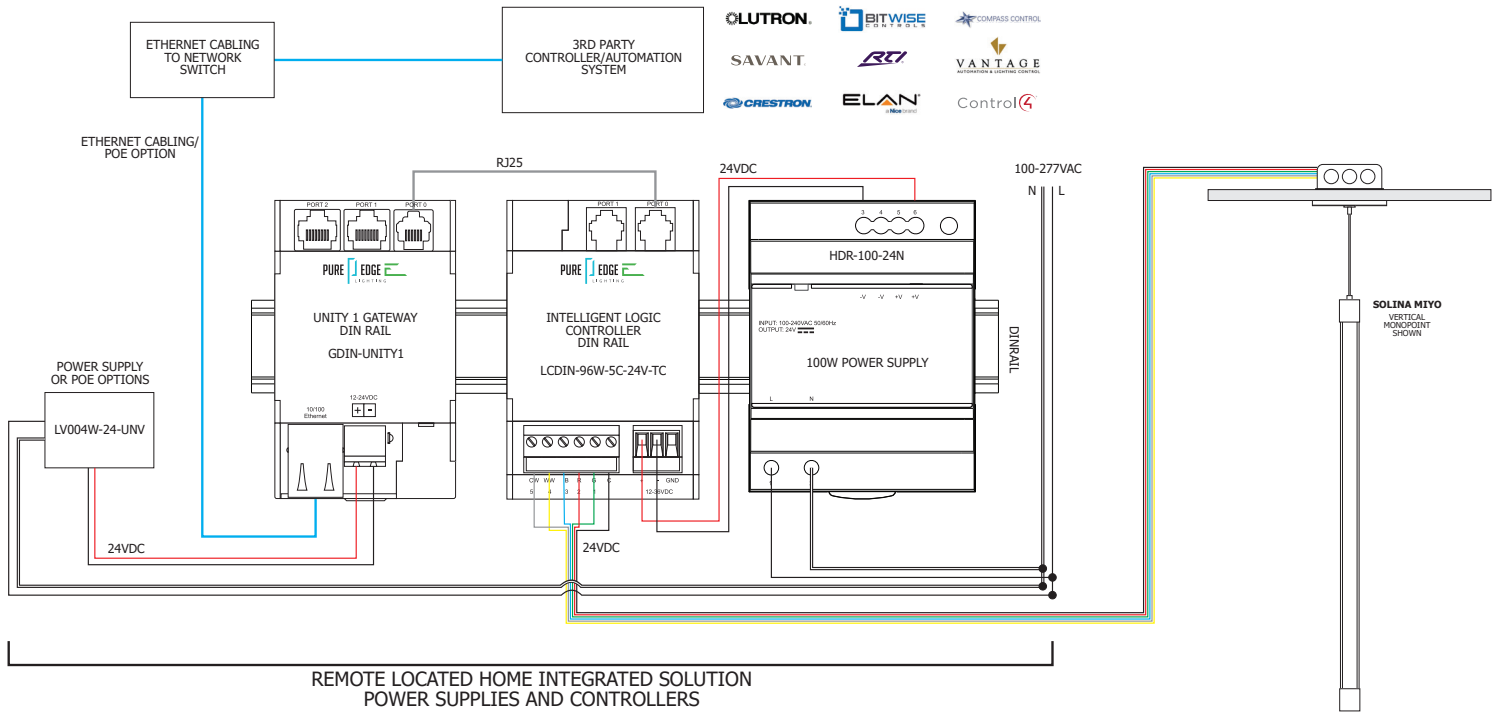 ETHERNET CABLING
TO NETWORK
SWITCH
3RD PARTY
CONTROLLER/AUTOMATION
SYSTEM
LUTRON
BITWISE
CONTROLS
COMPASS CONTROL
SAVANT
RTI
VANTAGE
AUTOMATION & LIGHTING CONTROL
CRESTRON
ELAN
a Nice brand
Control4
ETHERNET CABLING/
POE OPTION
RJ25
24VDC
100-277VAC
N
L
PORT 2
PORT 1
PORT 0
PURE EDGE
LIGHTING
UNITY 1 GATEWAY
DIN RAIL
GDIN-UNITY1
12-24VDC
+ -
10/100
Ethernet
PORT 1
PORT 0
PURE EDGE
LIGHTING
INTELLIGENT LOGIC
CONTROLLER
DIN RAIL
LCDIN-96W-5C-24V-TC
CW WW B R G C
5 4 3 2 1
+ - GND
12-36VDC
3 4 5 6
HDR-100-24N
-V -V +V +V
INPUT: 100-240VAC 50/60Hz
OUTPUT: 24V
100W POWER SUPPLY
L N
DINRAIL
SOLINA MIYO
VERTICAL
MONOPOINT
SHOWN
POWER SUPPLY
OR POE OPTIONS
LV004W-24-UNV
24VDC
24VDC
REMOTE LOCATED HOME INTEGRATED SOLUTION
POWER SUPPLIES AND CONTROLLERS